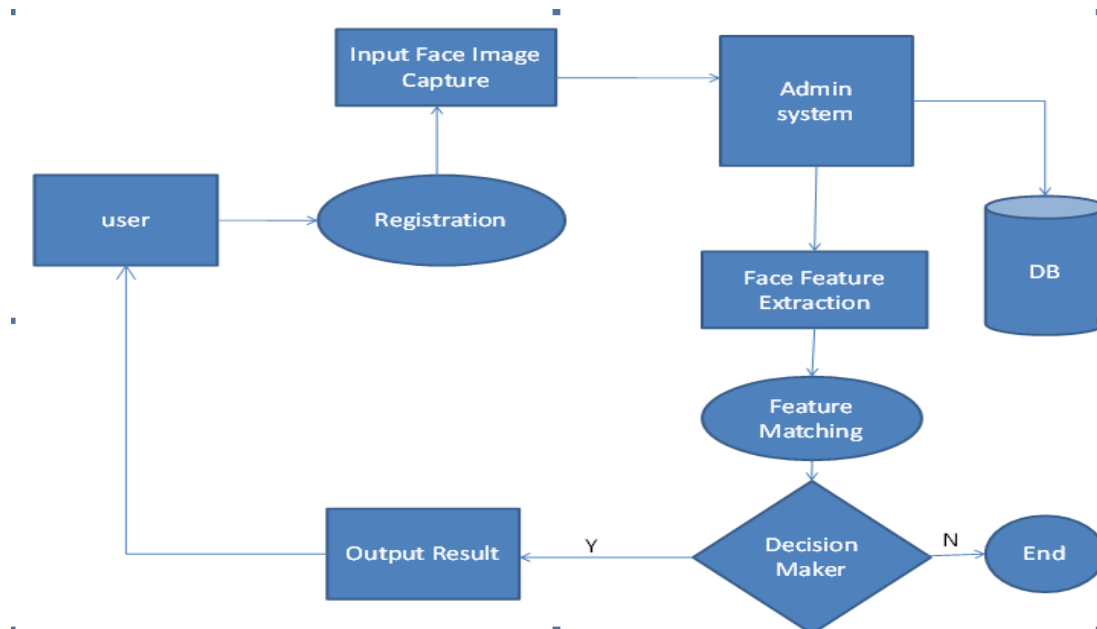 Input Face Image
Capture
Admin
system
user
Registration
Face Feature
Extraction
DB
Feature
Matching
Output Result
Y
Decision
Maker
N
End